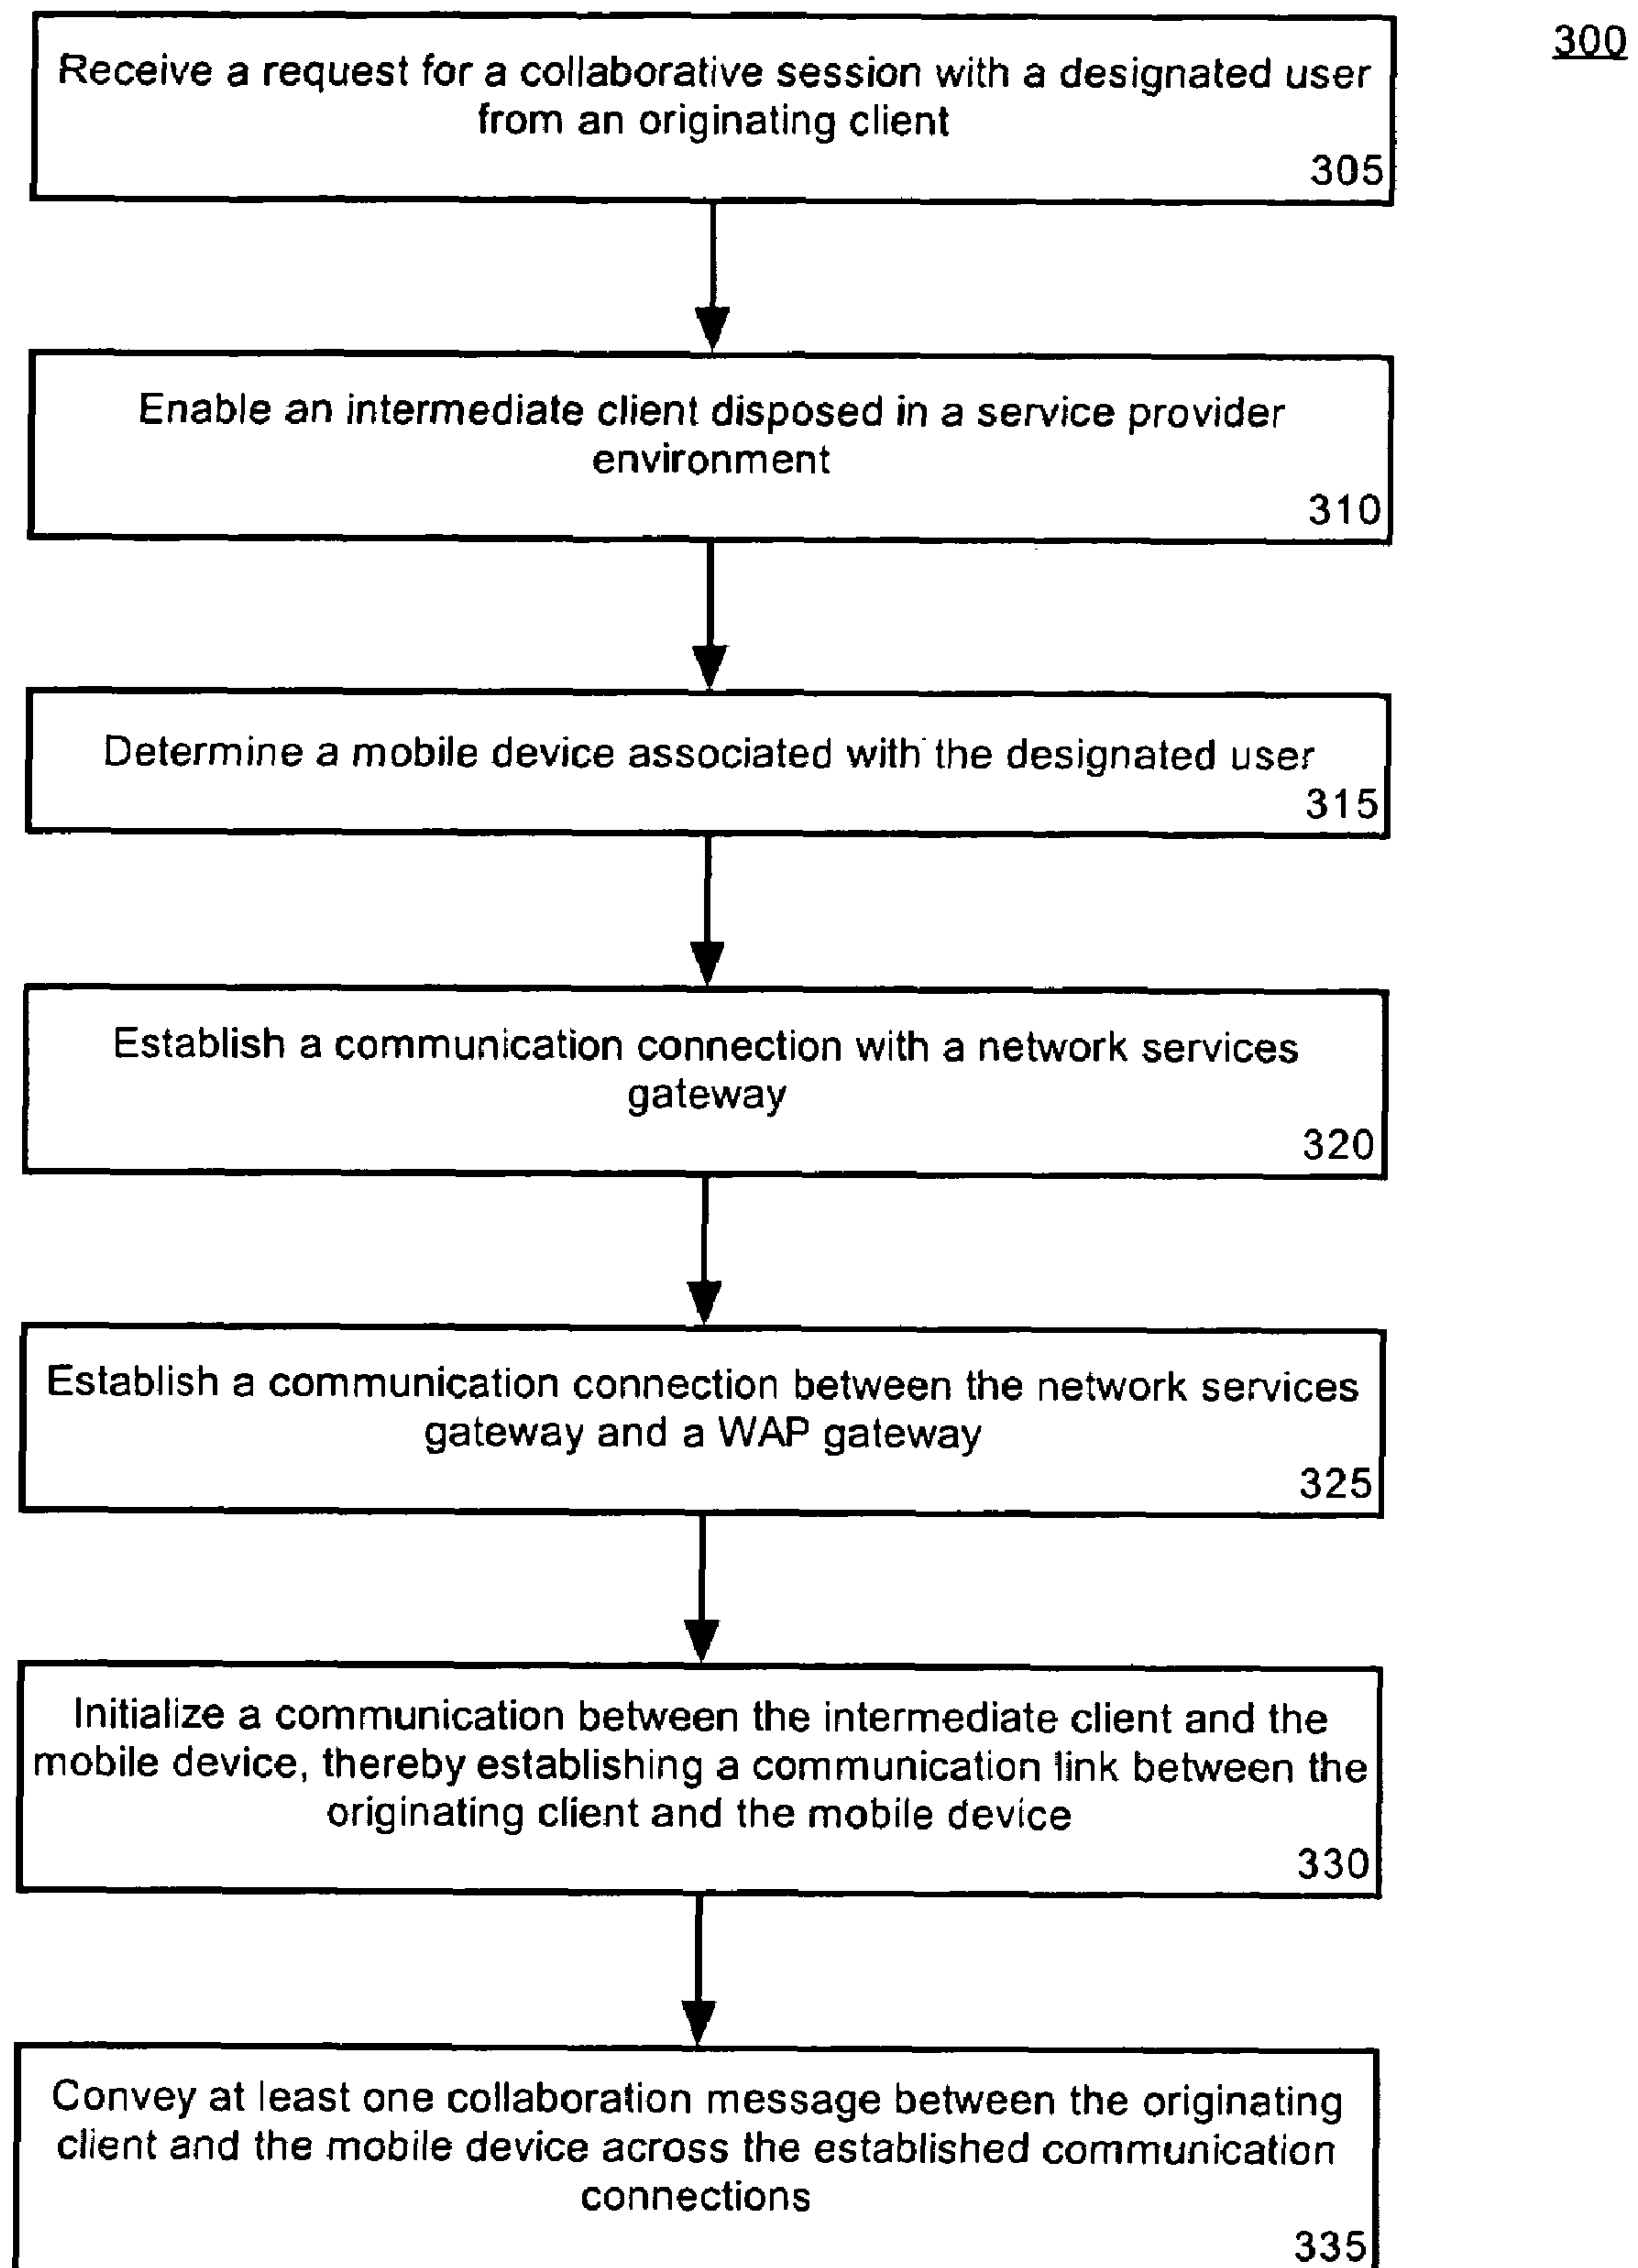 300
Receive a request for a collaborative session with a designated user
from an originating client
305
Enable an intermediate client disposed in a service provider
environment
310
Determine a mobile device associated with the designated user
315
Establish a communication connection with a network services
gateway
320
Establish a communication connection between the network services
gateway and a WAP gateway
325
Initialize a communication between the intermediate client and the
mobile device, thereby establishing a communication link between the
originating client and the mobile device
330
Convey at least one collaboration message between the originating
client and the mobile device across the established communication
connections
335